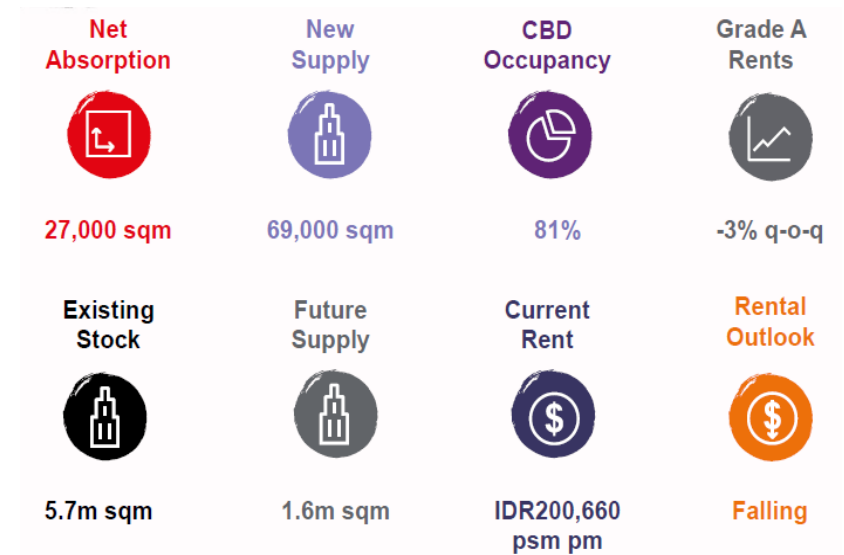 Net
Absorption
New
Supply
CBD
Occupancy
Grade A
Rents
27,000 sqm
69,000 sqm
81%
-3% q-o-q
Existing
Stock
Future
Supply
Current
Rent
Rental
Outlook
$
$
5.7m sqm
1.6m sqm
IDR200,660
psm pm
Falling